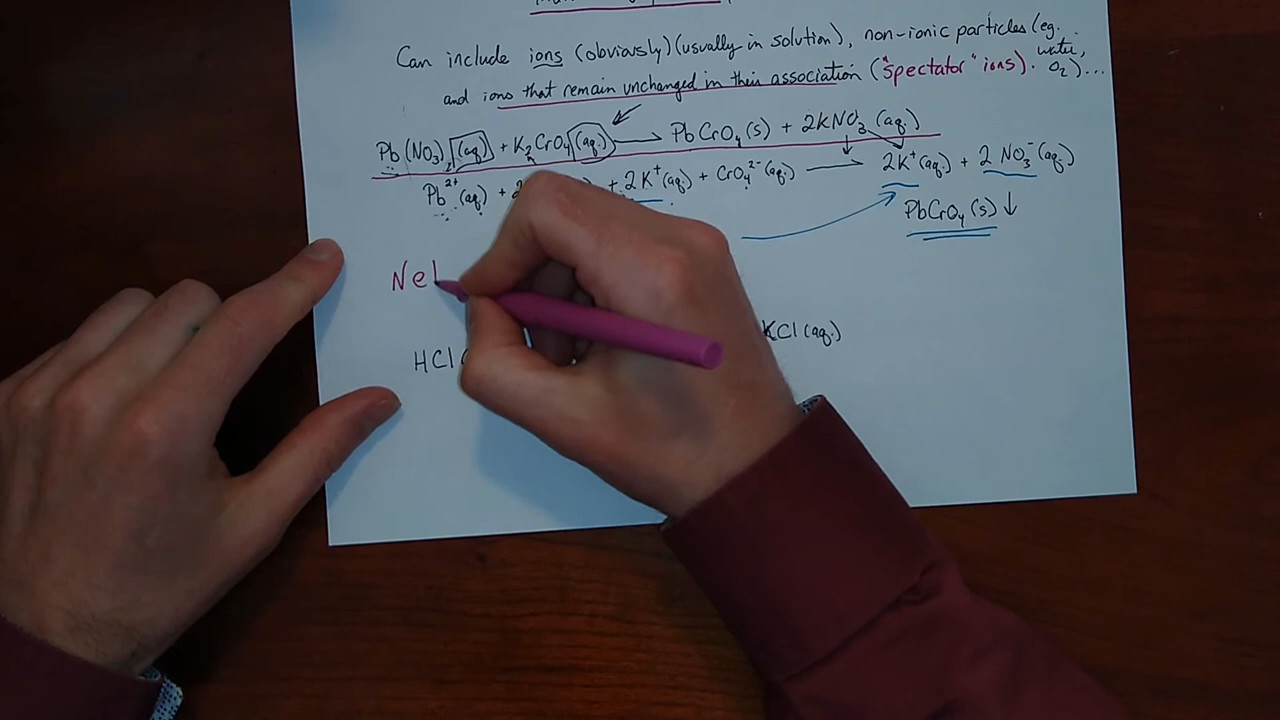 Can include ions (obviously) (usually in solution), non-ionic particles (eg. water, O₂)...
and ions that remain unchanged in their association ("spectator" ions).
Pb(NO₃)₂(aq) + K₂CrO₄(aq.) → PbCrO₄(s) + 2KNO₃(aq.)
Pb²⁺(aq) + 2 + 2K⁺(aq) + CrO₄²⁻(aq) → 2K⁺(aq) + 2 NO₃⁻(aq)
PbCrO₄(s)↓
Net
HCl KCl(aq.)